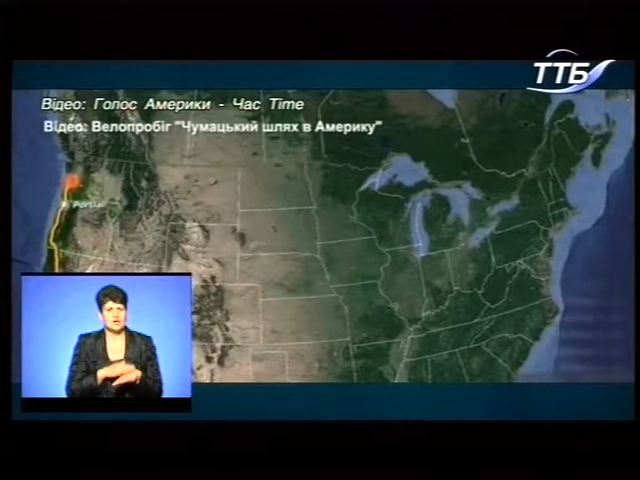 ТТБ
Відео: Голос Америки - Час Time
Відео: Велопробіг "Чумацький шлях в Америку"